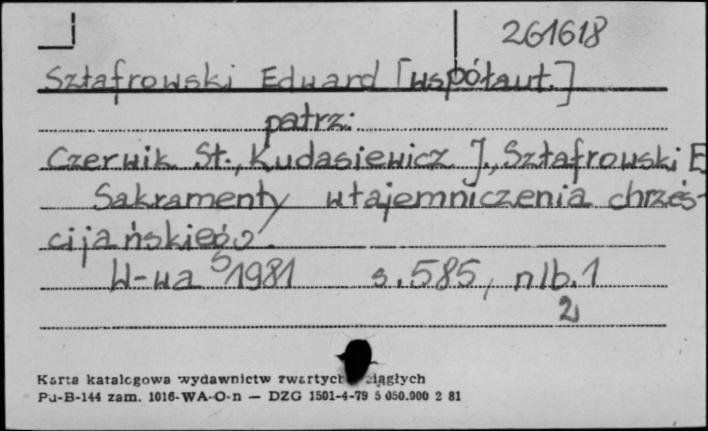 261618
Sztafrowski Eduard [współaut.]
patrz:
Czerwik St., Kudasiewicz J., Sztafrowski E
Sakramenty wtajemniczenia chrześ-
cijańskiego.
W-wa 1981 s. 585, nlb. 1
2
Karta katalogowa wydawnictw zwartych ciągłych
Pu-B-144 zam. 1016-WA-O-n — DZG 1501-4-79 5 050.000 2 81